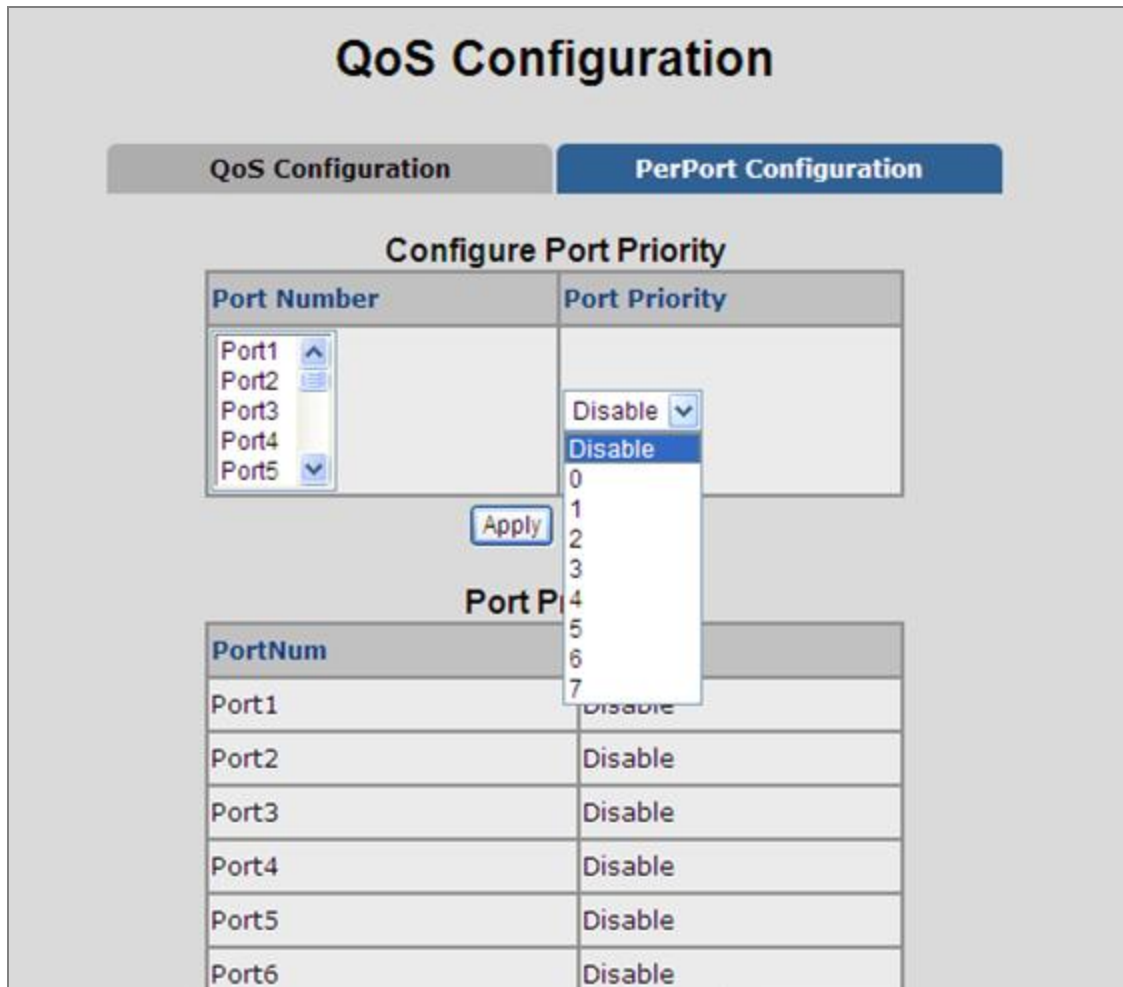 QoS Configuration
QoS Configuration PerPort Configuration
Configure Port Priority
Port Number Port Priority
Port1
Port2
Port3
Port4
Port5
Disable
Disable
0
1
2
3
4
5
6
7
Apply
Port
PortNum
Port1 Disable
Port2 Disable
Port3 Disable
Port4 Disable
Port5 Disable
Port6 Disable